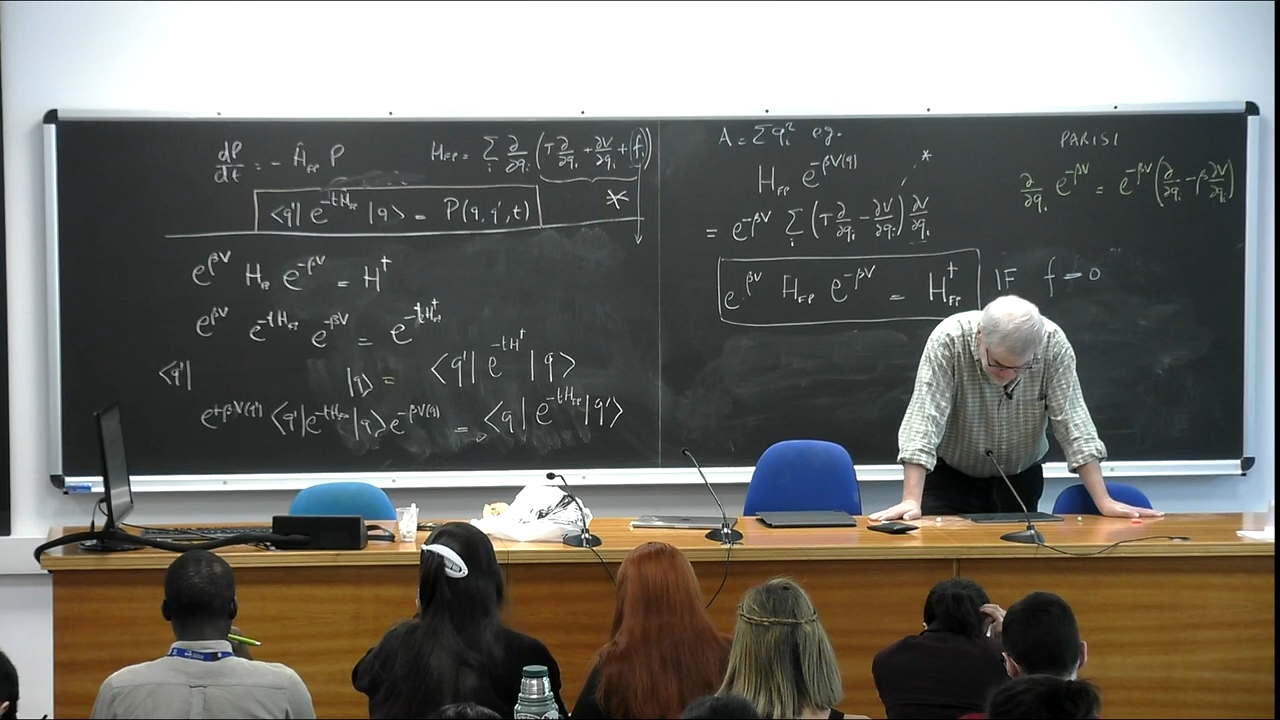 dP/dt = - Ĥ_FP P
H_FP = Σ_i ∂/∂q_i (T ∂/∂q_i + ∂V/∂q_i + f_i)
⟨q'| e^{-tH_FP} |q⟩ = P(q,q',t)
*
e^{βV} H_FP e^{-βV} = H^†
e^{βV} e^{-tH_FP} e^{-βV} = e^{-tH^†}
⟨q'| |q⟩ = ⟨q'| e^{-tH^†} |q⟩
e^{+βV(q')} ⟨q'| e^{-tH_FP} |q⟩ e^{-βV(q)} = ⟨q| e^{-tH_FP} |q'⟩
A = Σ q_i^2 eg.
H_FP e^{-βV(q)} *
= e^{-βV} Σ_i (T ∂/∂q_i - ∂V/∂q_i) ∂V/∂q_i
e^{βV} H_FP e^{-βV} = H_FP^† IF f = 0
PARISI
∂/∂q_i e^{-βV} = e^{-βV} (∂/∂q_i - β ∂V/∂q_i)